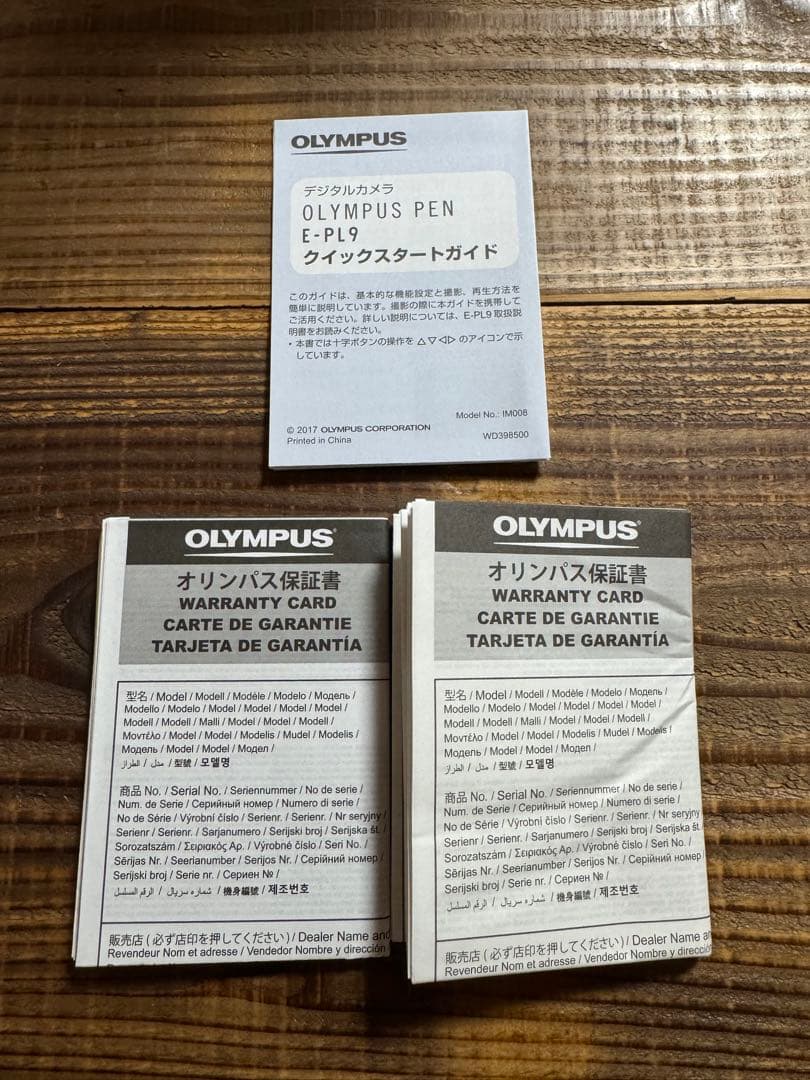 OLYMPUS
デジタルカメラ
OLYMPUS PEN
E-PL9
クイックスタートガイド
このガイドは、基本的な機能設定と撮影、再生方法を
簡単に説明しています。撮影の際に本ガイドを携帯して
ご活用ください。詳しい説明については、E-PL9 取扱説
明書をお読みください。
・本書では十字ボタンの操作を △▽◁▷ のアイコンで示
しています。
Model No.: IM008
© 2017 OLYMPUS CORPORATION
Printed in China
WD398500
OLYMPUS
オリンパス保証書
WARRANTY CARD
CARTE DE GARANTIE
TARJETA DE GARANTÍA
型名 / Model / Modell / Modèle / Modelo / Модель /
Modello / Modelo / Model / Model / Model / Model /
Modell / Modell / Malli / Model / Model / Modell /
Μοντέλο / Model / Model / Modelis / Mudel / Modelis /
Модель / Model / Model / Модел /
الطراز / مدل / 型號 / 모델명
商品 No. / Serial No. / Seriennummer / No de serie /
Num. de Serie / Серийный номер / Numero di serie /
No de Série / Výrobní číslo / Serienr. / Serienr. / Nr seryjny /
Serienr / Serienr. / Sarjanumero / Serijski broj / Serijska št. /
Sorozatszám / Σειριακός Αρ. / Výrobné číslo / Seri No. /
Sērijas Nr. / Seerianumber / Serijos Nr. / Серійний номер /
Serijski broj / Serie nr. / Сериен № /
الرقم المسلسل / شماره سریال / 機身編號 / 제조번호
販売店 ( 必ず店印を押してください) / Dealer Name and
Revendeur Nom et adresse / Vendedor Nombre y dirección
OLYMPUS
オリンパス保証書
WARRANTY CARD
CARTE DE GARANTIE
TARJETA DE GARANTÍA
型名 / Model / Modell / Modèle / Modelo / Модель /
Modello / Modelo / Model / Model / Model / Model /
Modell / Modell / Malli / Model / Model / Modell /
Μοντέλο / Model / Model / Modelis / Mudel / Modelis /
Модель / Model / Model / Модел /
الطراز / مدل / 型號 / 모델명
商品 No. / Serial No. / Seriennummer / No de serie /
Num. de Serie / Серийный номер / Numero di serie /
No de Série / Výrobní číslo / Serienr. / Serienr. / Nr seryjny
Serienr / Serienr. / Sarjanumero / Serijski broj / Serijska št.
Sorozatszám / Σειριακός Αρ. / Výrobné číslo / Seri No. /
Sērijas Nr. / Seerianumber / Serijos Nr. / Серійний номер
Serijski broj / Serie nr. / Сериен № /
الرقم المسلسل / شماره سریال / 機身編號 / 제조번호
販売店 ( 必ず店印を押してください) / Dealer Name an
Revendeur Nom et adresse / Vendedor Nombre y direcció